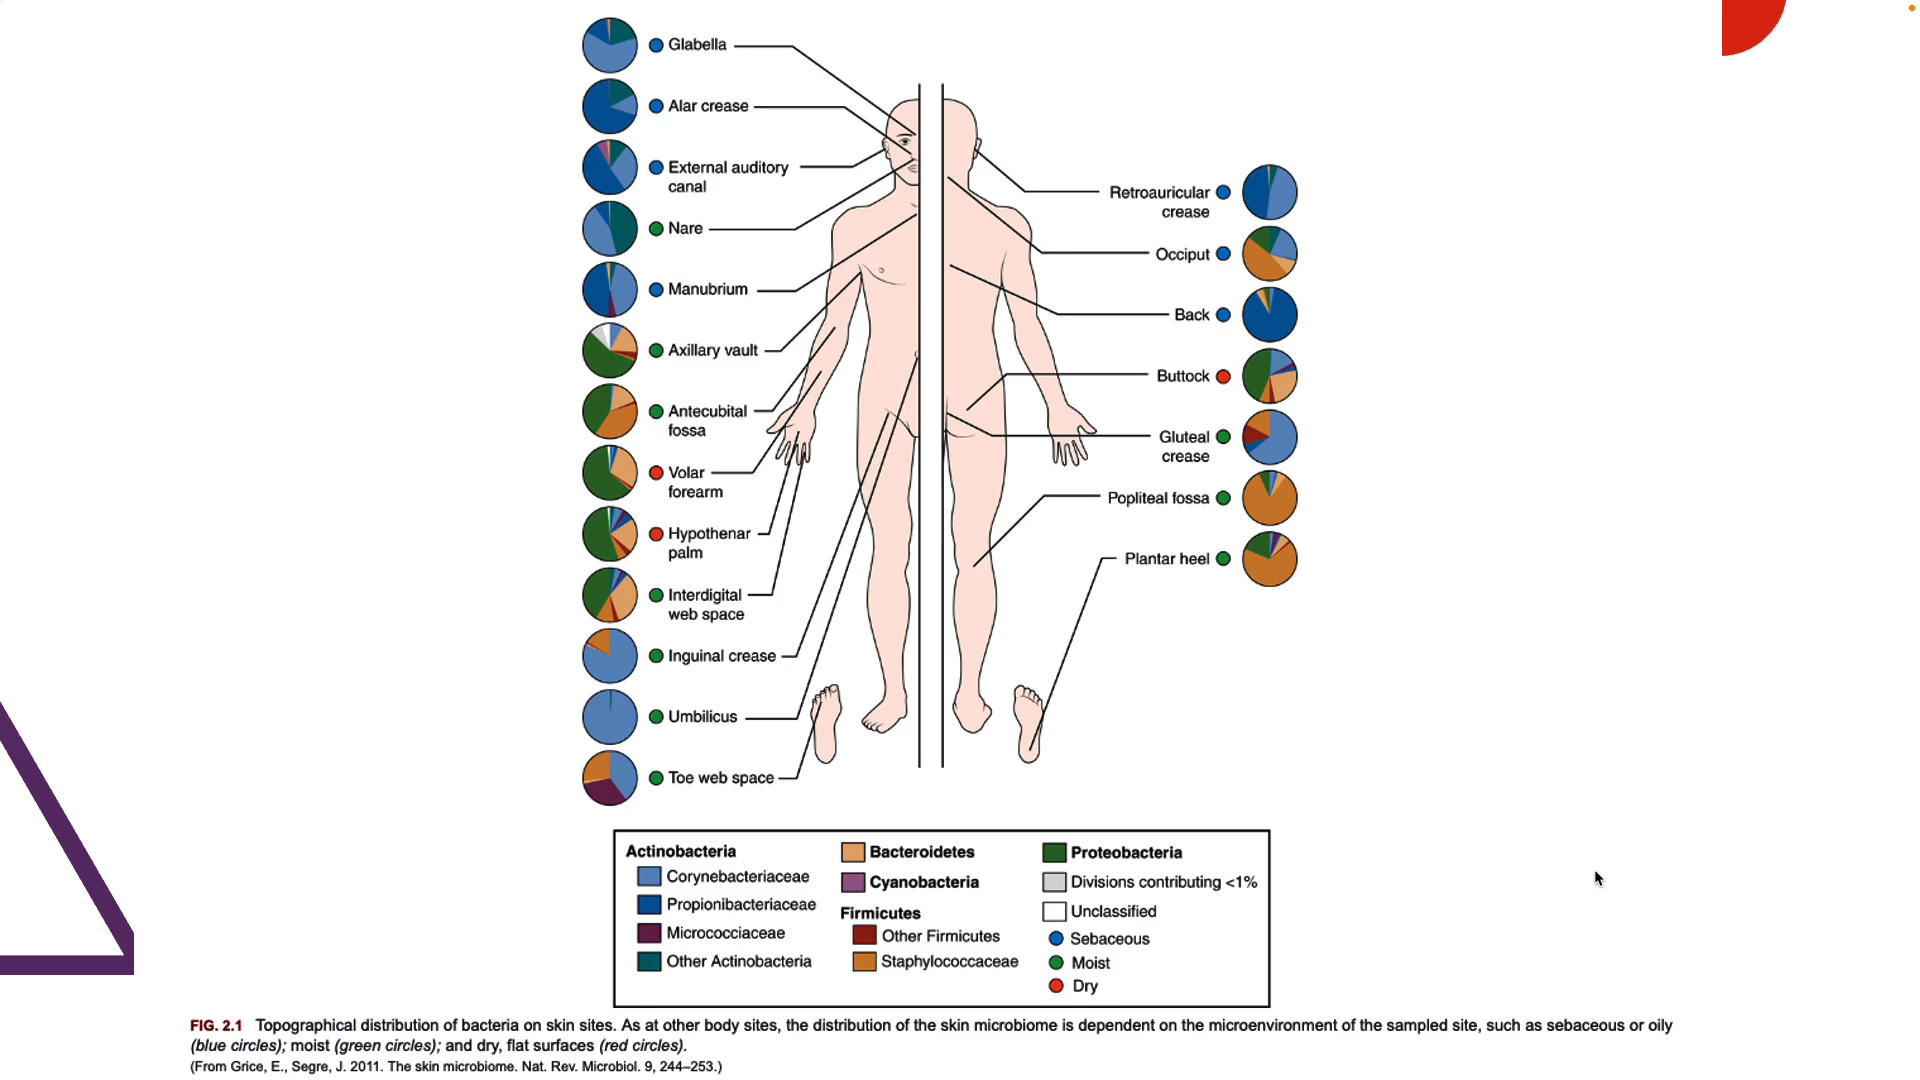 Glabella
Alar crease
External auditory
canal
Nare
Manubrium
Axillary vault
Antecubital
fossa
Volar
forearm
Hypothenar
palm
Interdigital
web space
Inguinal crease
Umbilicus
Toe web space
Retroauricular
crease
Occiput
Back
Buttock
Gluteal
crease
Popliteal fossa
Plantar heel
Actinobacteria
Corynebacteriaceae
Propionibacteriaceae
Micrococciaceae
Other Actinobacteria
Bacteroidetes
Cyanobacteria
Firmicutes
Other Firmicutes
Staphylococcaceae
Proteobacteria
Divisions contributing <1%
Unclassified
Sebaceous
Moist
Dry
FIG. 2.1 Topographical distribution of bacteria on skin sites. As at other body sites, the distribution of the skin microbiome is dependent on the microenvironment of the sampled site, such as sebaceous or oily
(blue circles); moist (green circles); and dry, flat surfaces (red circles).
(From Grice, E., Segre, J. 2011. The skin microbiome. Nat. Rev. Microbiol. 9, 244–253.)